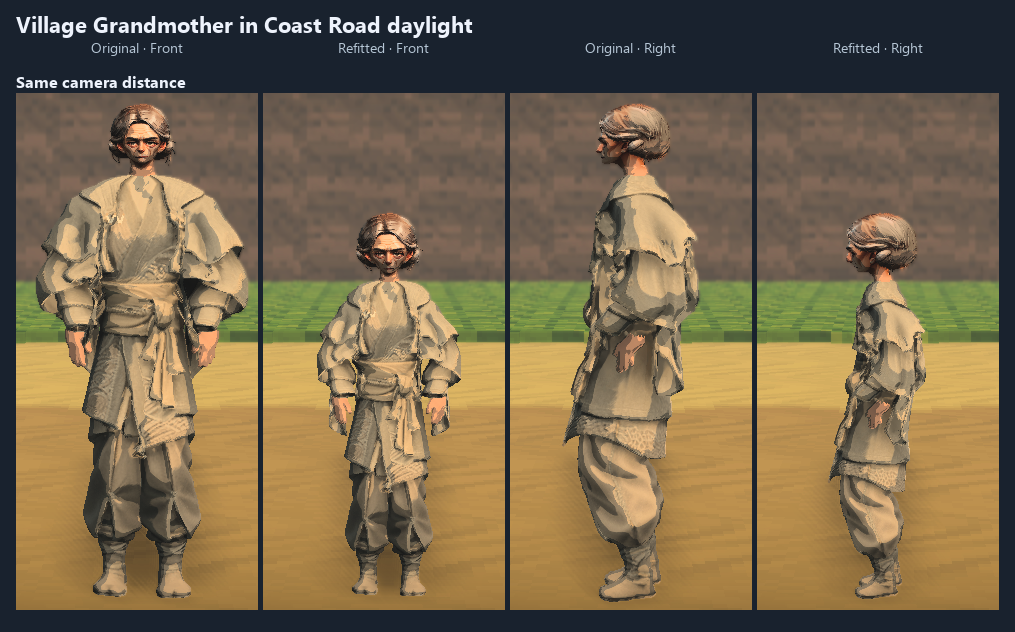 Village Grandmother in Coast Road daylight
Original · Front
Refitted · Front
Original · Right
Refitted · Right
Same camera distance